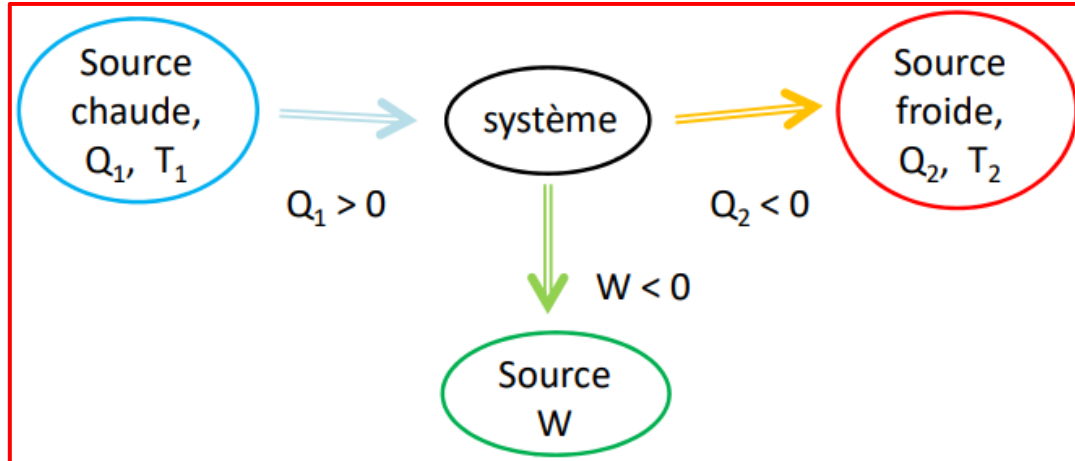 Source
chaude,
Q₁, T₁
système
Source
froide,
Q₂, T₂
Q₁ > 0
Q₂ < 0
W < 0
Source
W